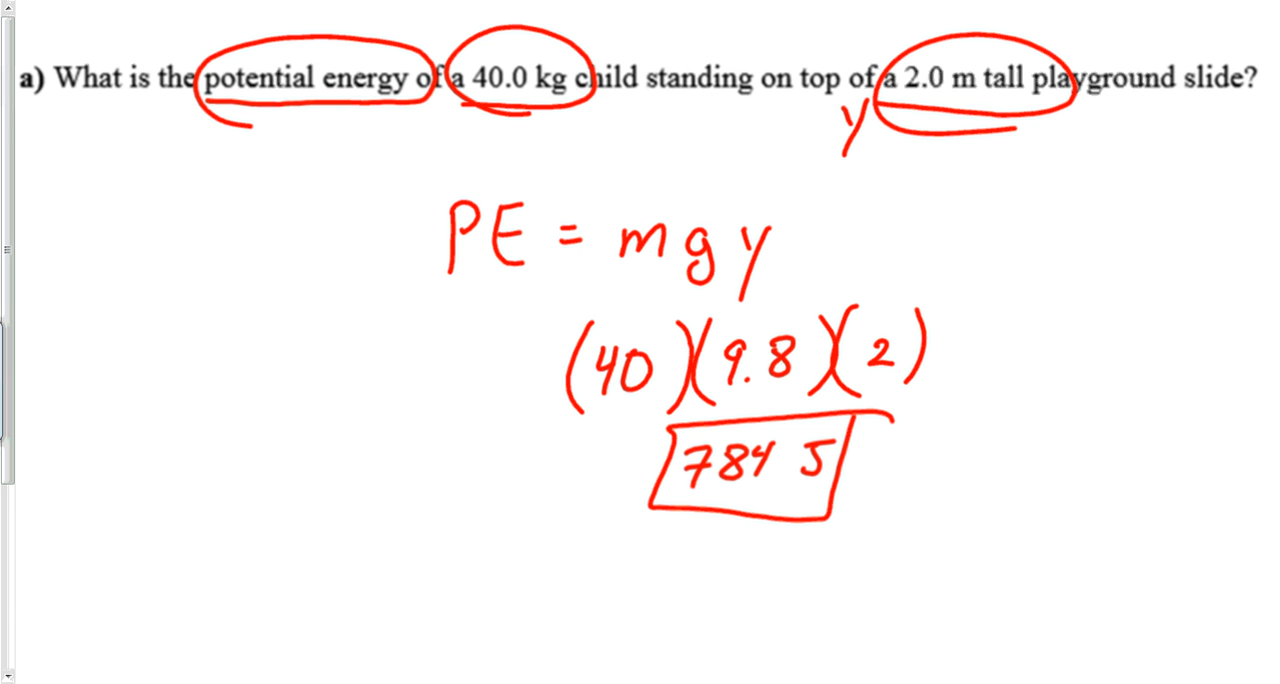 a) What is the potential energy of a 40.0 kg child standing on top of a 2.0 m tall playground slide?
y
PE = mgy
(40)(9.8)(2)
784 J